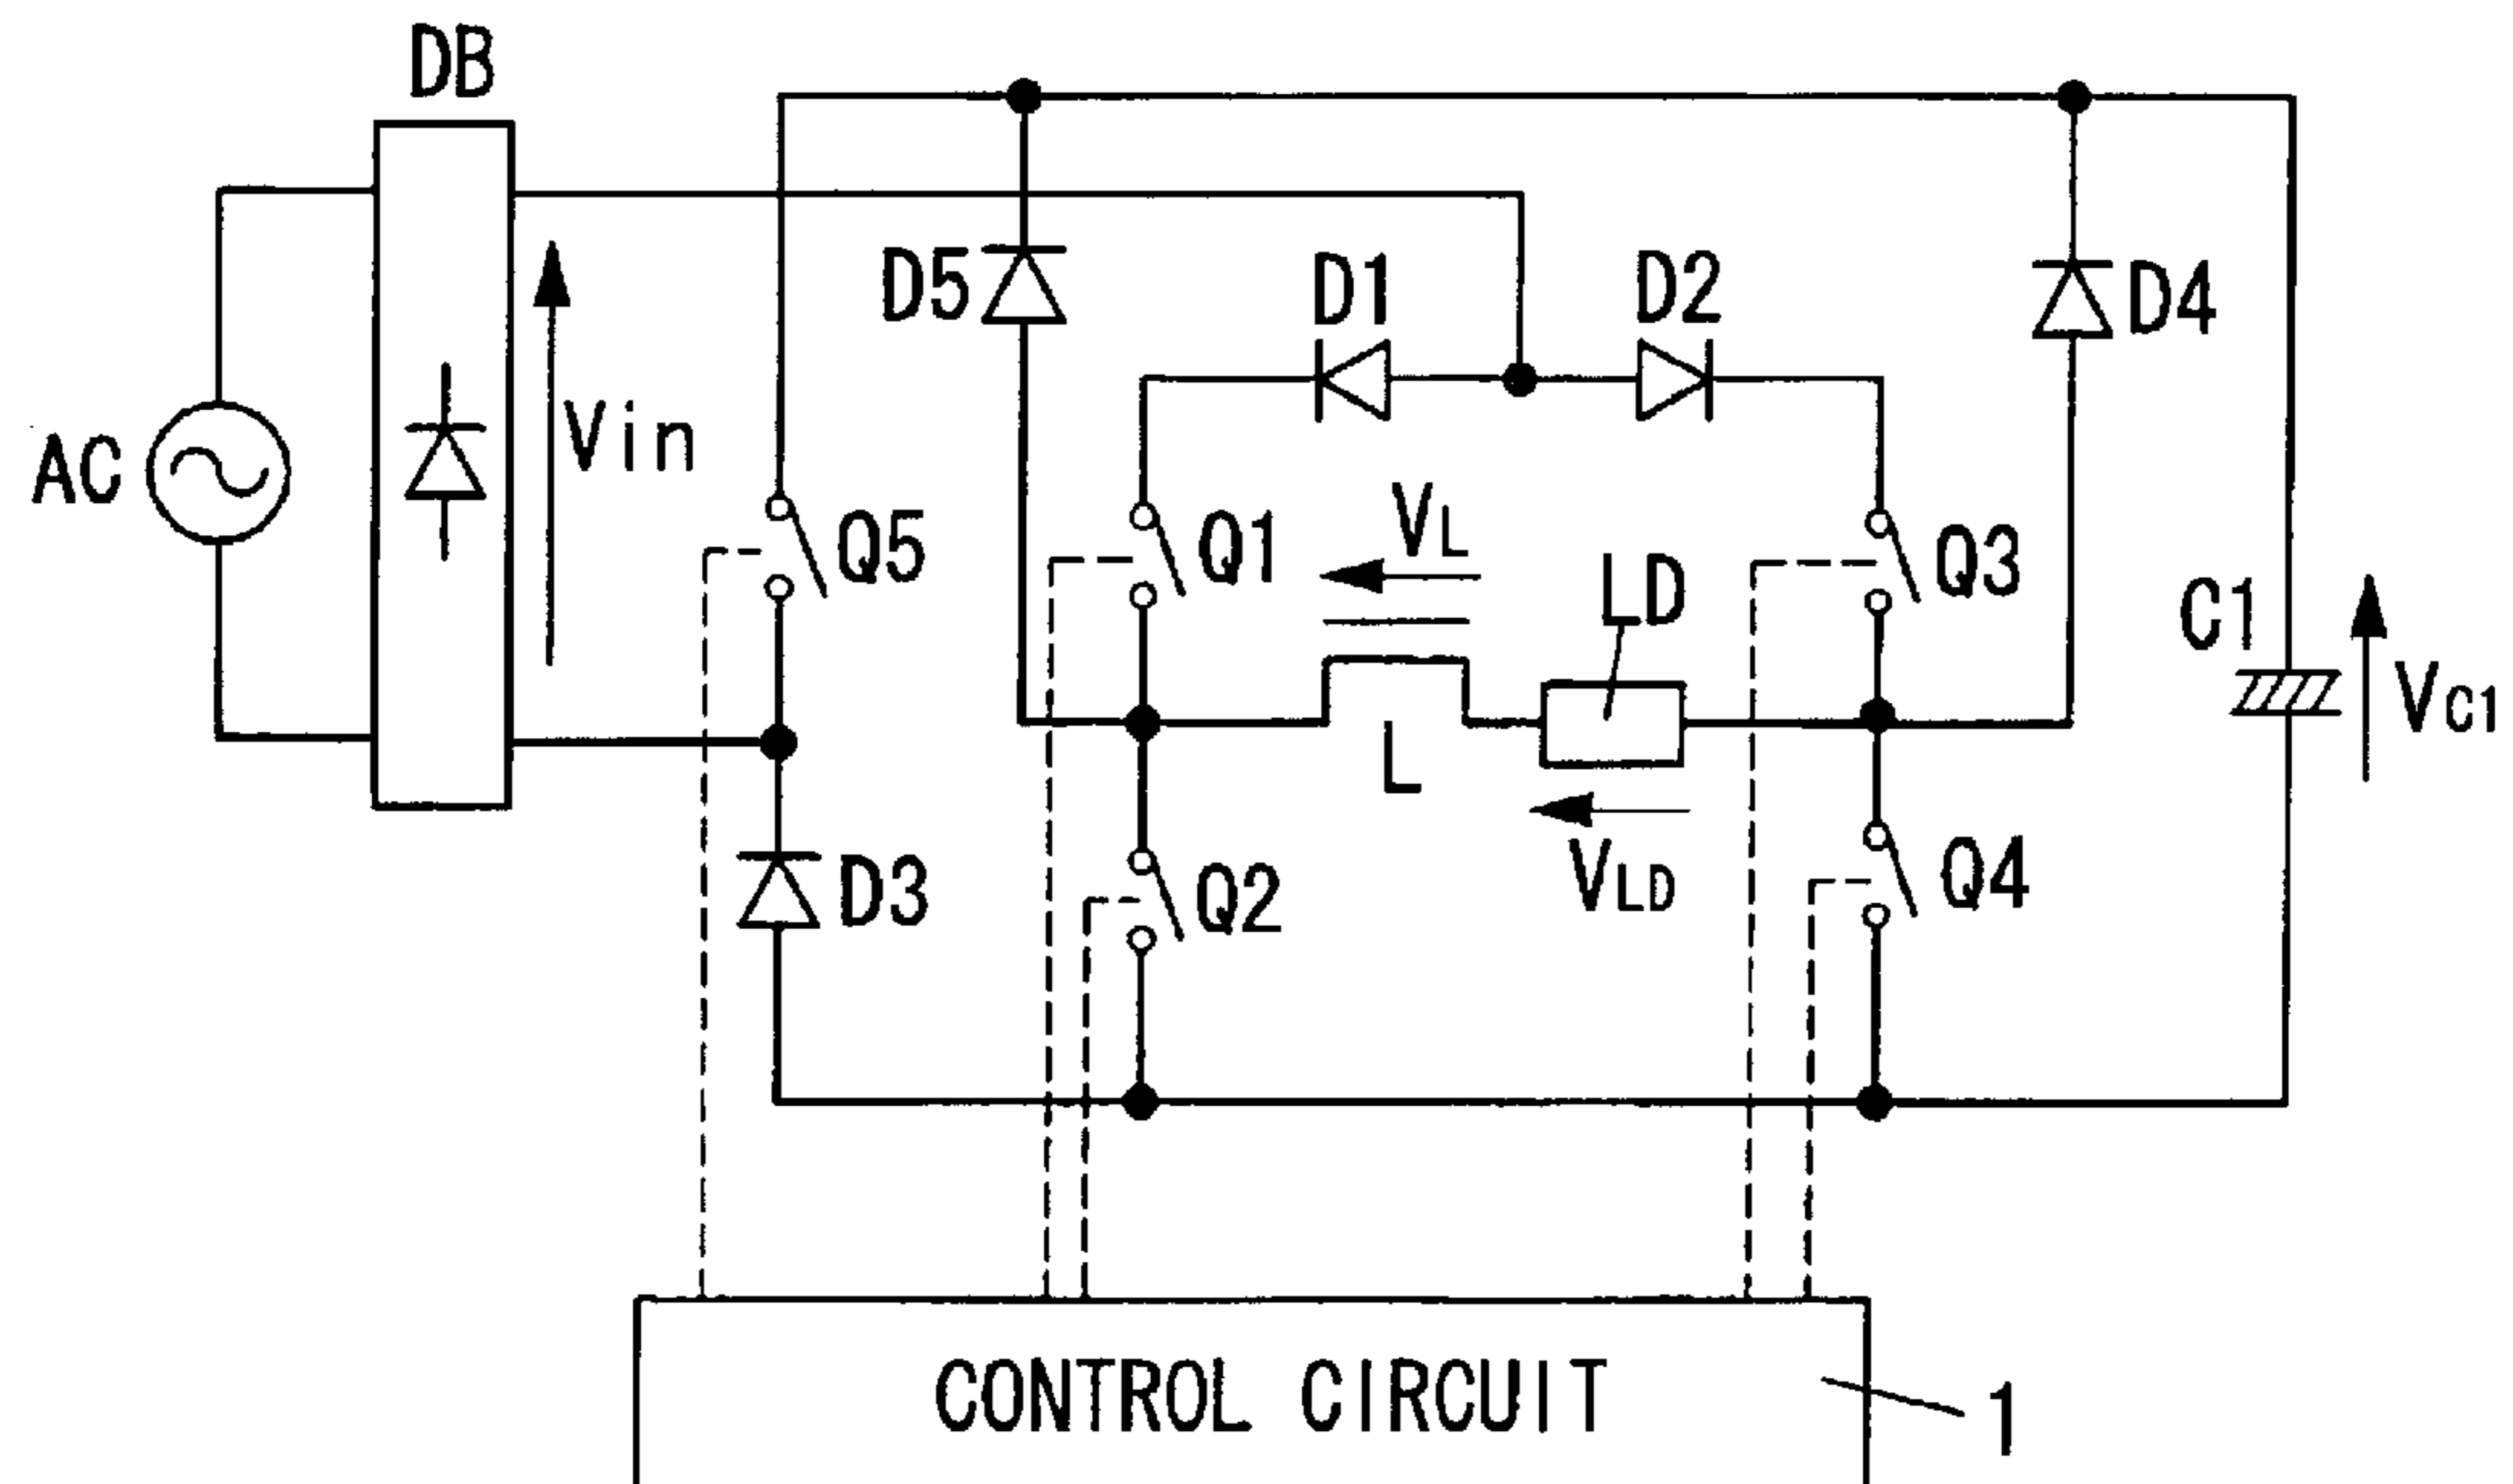 DB
D5
D1
D2
D4
AC
Vin
Q5
Q1
VL
LD
Q3
C1
VC1
L
D3
Q2
VLD
Q4
CONTROL CIRCUIT
1